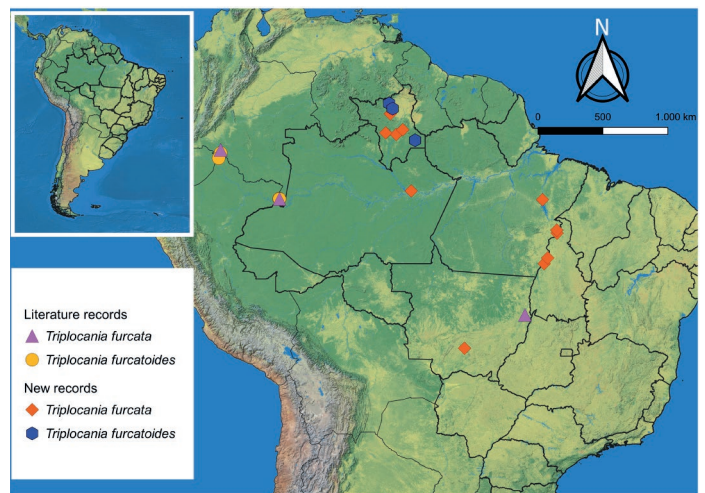 N
0 500 1.000 km
Literature records
Triplocania furcata
Triplocania furcatoides
New records
Triplocania furcata
Triplocania furcatoides